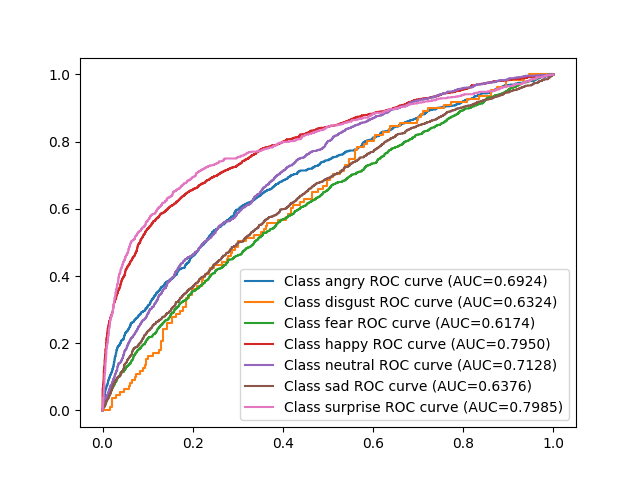 1.0
0.8
0.6
0.4
0.2
0.0
Class angry ROC curve (AUC=0.6924)
Class disgust ROC curve (AUC=0.6324)
Class fear ROC curve (AUC=0.6174)
Class happy ROC curve (AUC=0.7950)
Class neutral ROC curve (AUC=0.7128)
Class sad ROC curve (AUC=0.6376)
Class surprise ROC curve (AUC=0.7985)
0.0 0.2 0.4 0.6 0.8 1.0